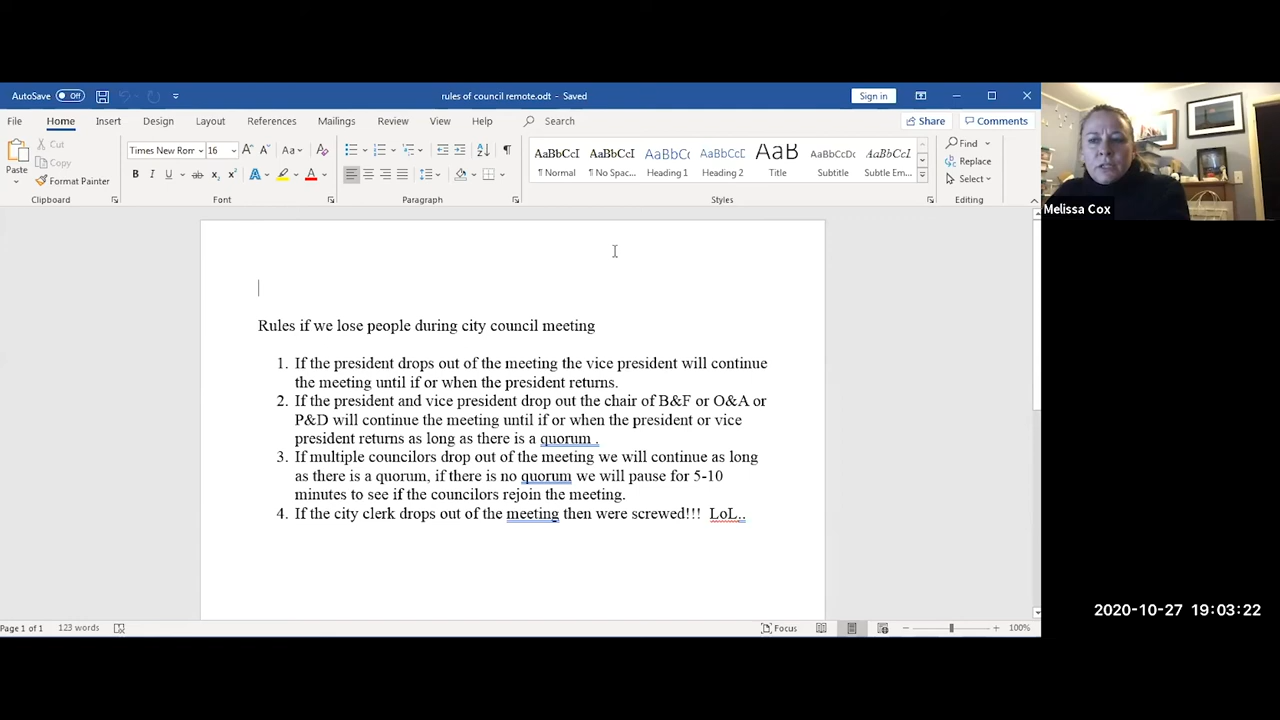 AutoSave Off rules of council remote.odt - Saved Sign in
File Home Insert Design Layout References Mailings Review View Help Search Share Comments
Paste Cut Copy Format Painter
Times New Rom 16 Aa
B I U ab x₂ x² A A
AaBbCcI AaBbCcI AaBbCc AaBbCcD AaB AaBbCcDc AaBbCcL
¶ Normal ¶ No Spac... Heading 1 Heading 2 Title Subtitle Subtle Em...
Find
Replace
Select
Clipboard Font Paragraph Styles Editing
Melissa Cox
Rules if we lose people during city council meeting
1. If the president drops out of the meeting the vice president will continue
the meeting until if or when the president returns.
2. If the president and vice president drop out the chair of B&F or O&A or
P&D will continue the meeting until if or when the president or vice
president returns as long as there is a quorum .
3. If multiple councilors drop out of the meeting we will continue as long
as there is a quorum, if there is no quorum we will pause for 5-10
minutes to see if the councilors rejoin the meeting.
4. If the city clerk drops out of the meeting then were screwed!!! LoL..
2020-10-27 19:03:22
Page 1 of 1 123 words Focus 100%